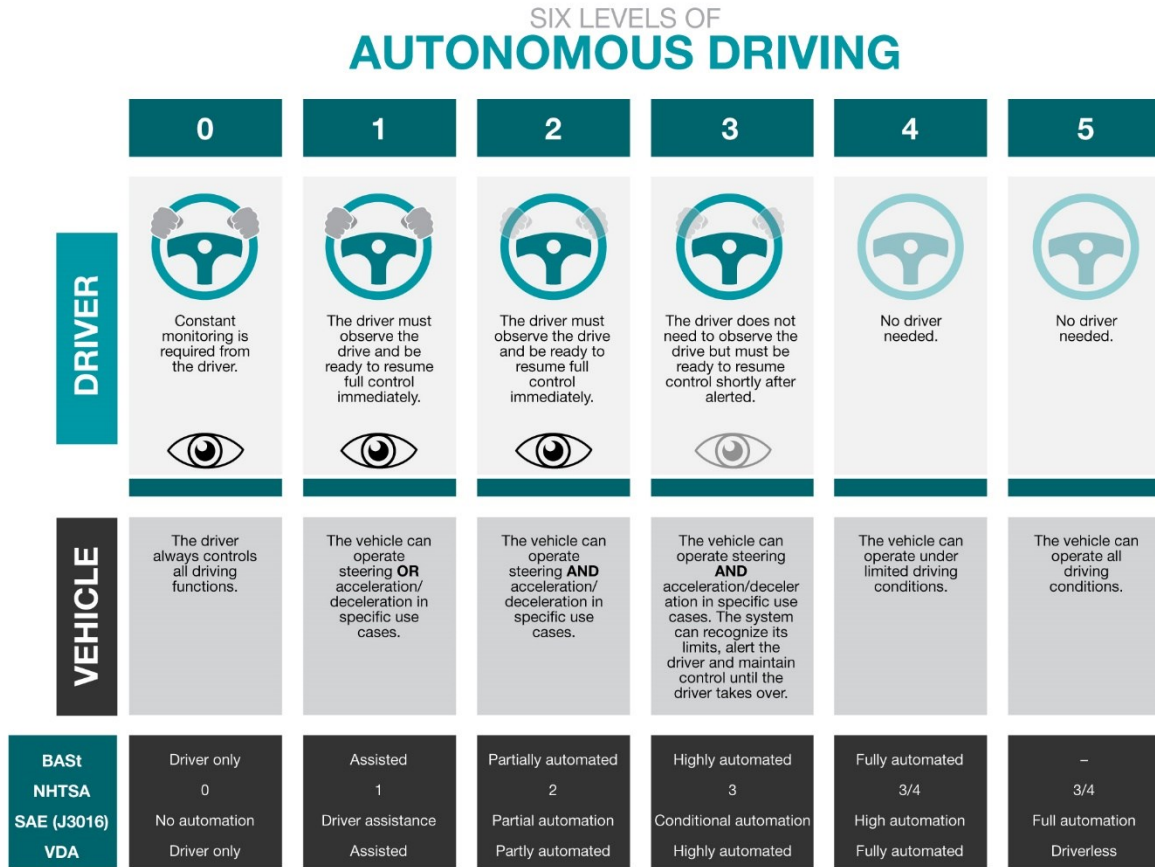 SIX LEVELS OF
AUTONOMOUS DRIVING
0 1 2 3 4 5
DRIVER
Constant
monitoring is
required from
the driver.
The driver must
observe the
drive and be
ready to resume
full control
immediately.
The driver must
observe the drive
and be ready to
resume full
control
immediately.
The driver does not
need to observe the
drive but must be
ready to resume
control shortly after
alerted.
No driver
needed.
No driver
needed.
VEHICLE
The driver
always controls
all driving
functions.
The vehicle can
operate
steering OR
acceleration/
deceleration in
specific use
cases.
The vehicle can
operate
steering AND
acceleration/
deceleration in
specific use
cases.
The vehicle can
operate steering
AND
acceleration/deceler
ation in specific use
cases. The system
can recognize its
limits, alert the
driver and maintain
control until the
driver takes over.
The vehicle can
operate under
limited driving
conditions.
The vehicle can
operate all
driving
conditions.
BASt Driver only Assisted Partially automated Highly automated Fully automated –
NHTSA 0 1 2 3 3/4 3/4
SAE (J3016) No automation Driver assistance Partial automation Conditional automation High automation Full automation
VDA Driver only Assisted Partly automated Highly automated Fully automated Driverless